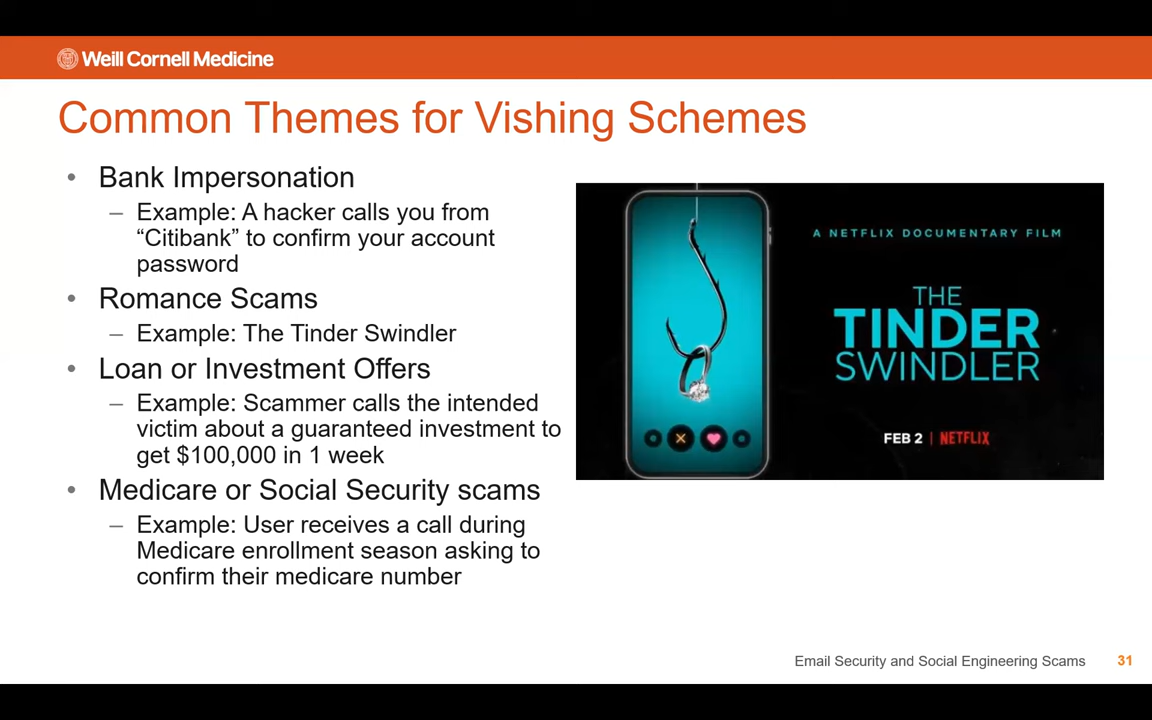 Weill Cornell Medicine
Common Themes for Vishing Schemes
• Bank Impersonation
– Example: A hacker calls you from
“Citibank” to confirm your account
password
• Romance Scams
– Example: The Tinder Swindler
• Loan or Investment Offers
– Example: Scammer calls the intended
victim about a guaranteed investment to
get $100,000 in 1 week
• Medicare or Social Security scams
– Example: User receives a call during
Medicare enrollment season asking to
confirm their medicare number
A NETFLIX DOCUMENTARY FILM
THE
TINDER
SWINDLER
FEB 2 | NETFLIX
Email Security and Social Engineering Scams 31